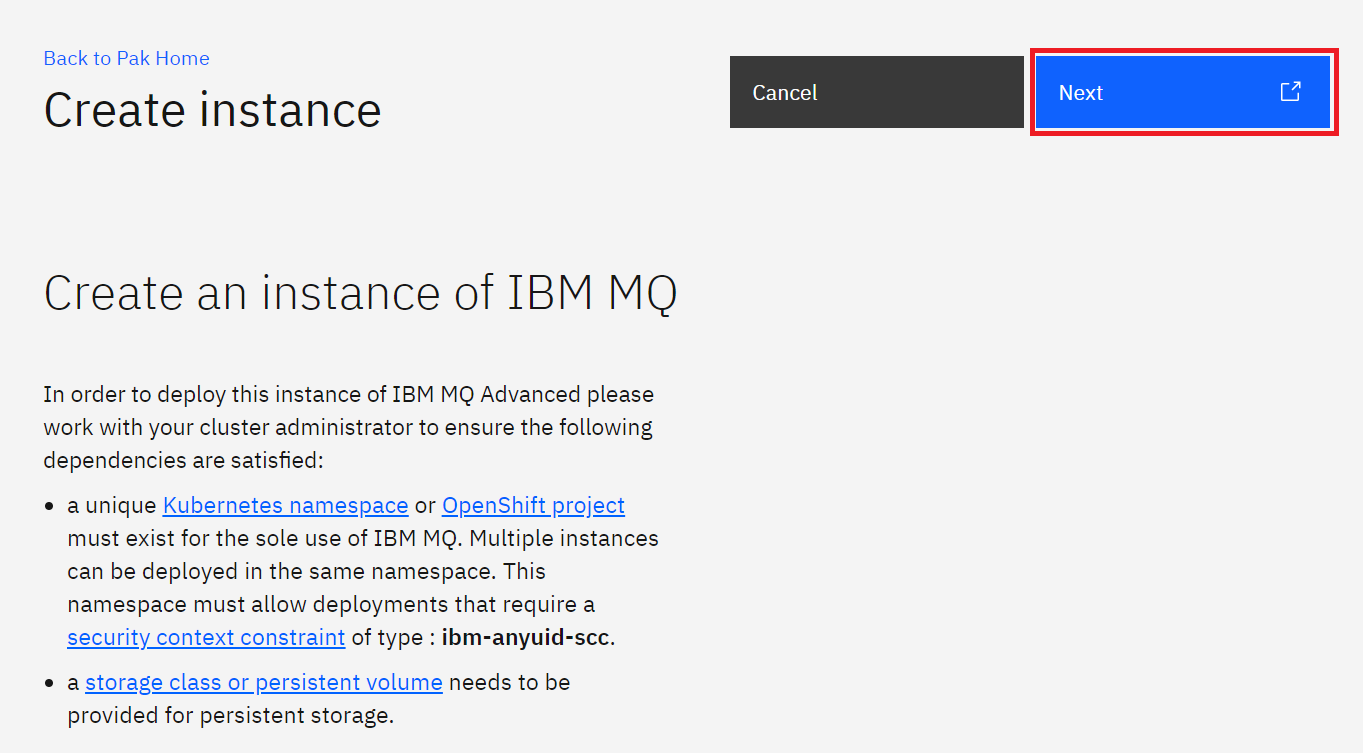 Back to Pak Home
Create instance
Cancel
Next
Create an instance of IBM MQ
In order to deploy this instance of IBM MQ Advanced please
work with your cluster administrator to ensure the following
dependencies are satisfied:
• a unique Kubernetes namespace or OpenShift project
must exist for the sole use of IBM MQ. Multiple instances
can be deployed in the same namespace. This
namespace must allow deployments that require a
security context constraint of type : ibm-anyuid-scc.
• a storage class or persistent volume needs to be
provided for persistent storage.